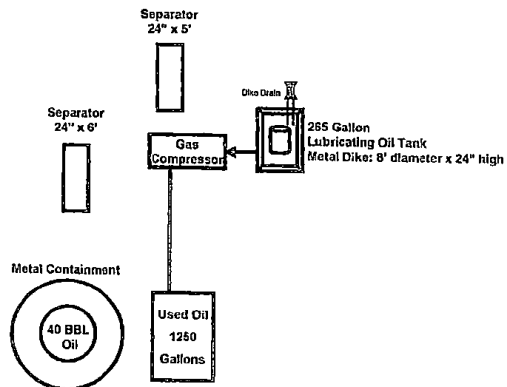 Separator
24" x 5'
Dike Drain
Separator
24" x 6'
265 Gallon
Lubricating Oil Tank
Metal Dike: 8' diameter x 24" high
Gas
Compressor
Metal Containment
40 BBL
Oil
Used Oil
1250
Gallons